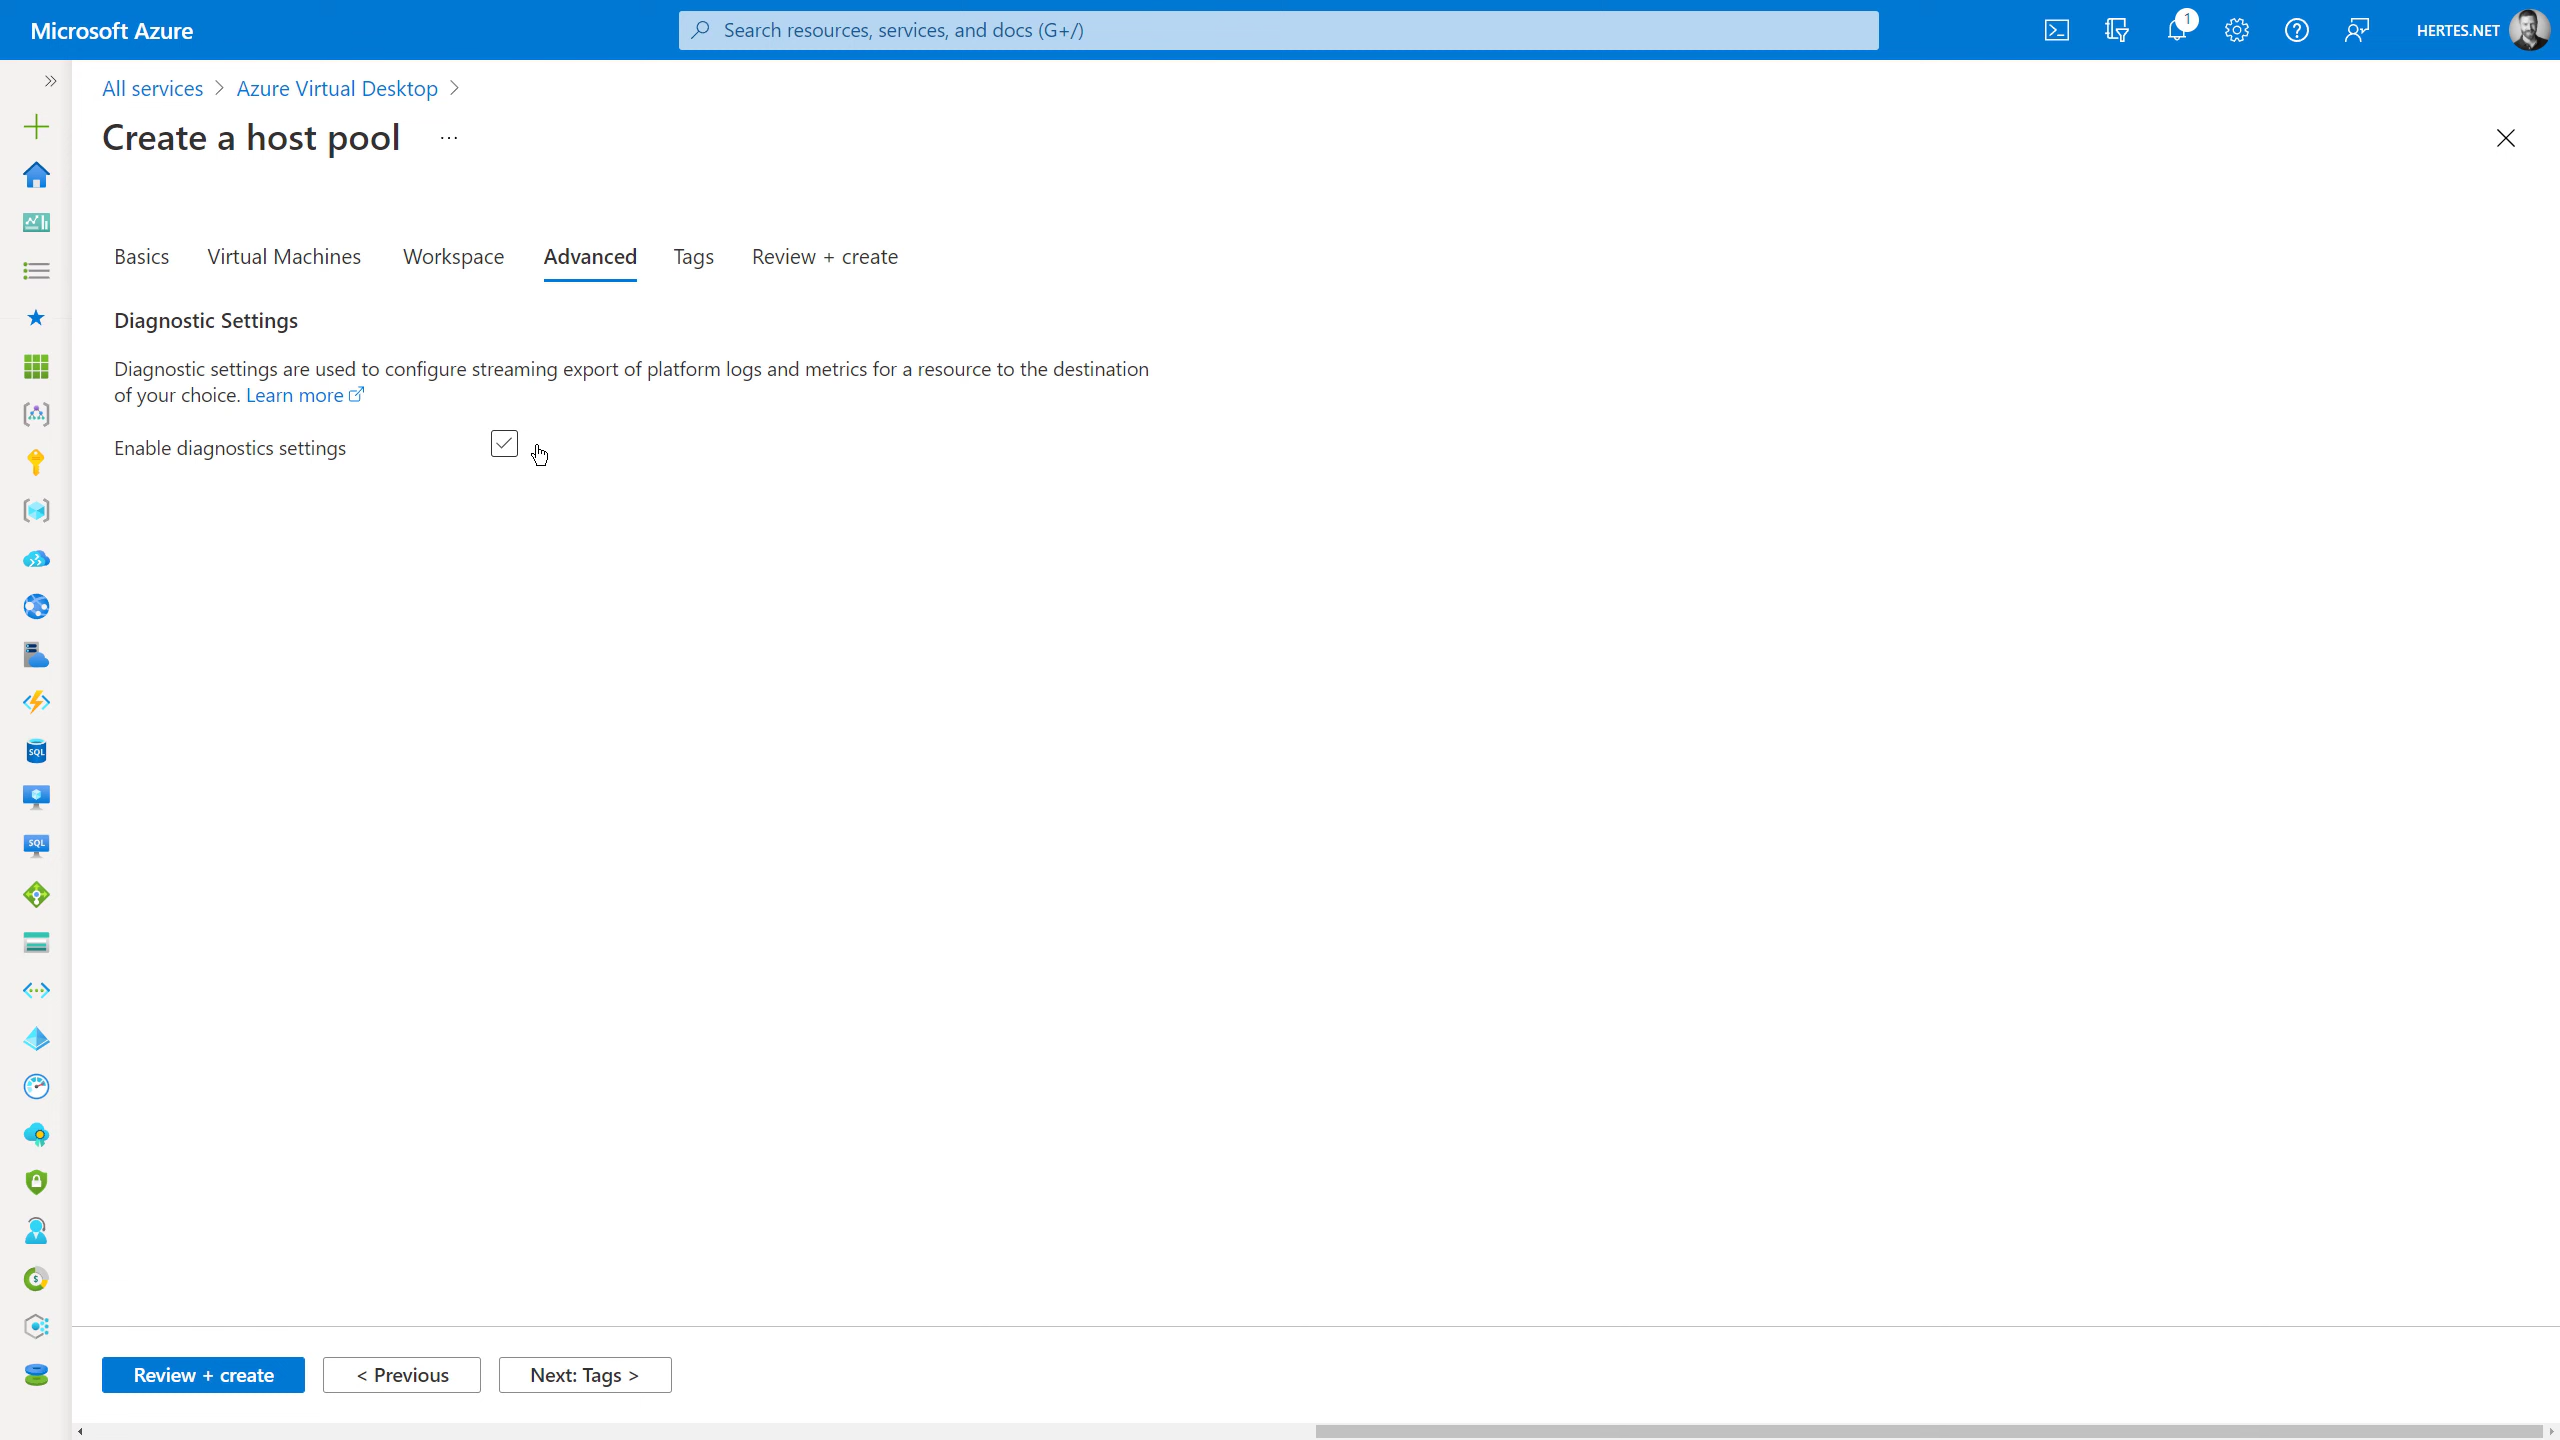 Microsoft Azure
Search resources, services, and docs (G+/)
1
HERTES.NET
All services > Azure Virtual Desktop >
Create a host pool ...
Basics Virtual Machines Workspace Advanced Tags Review + create
Diagnostic Settings
Diagnostic settings are used to configure streaming export of platform logs and metrics for a resource to the destination
of your choice. Learn more
Enable diagnostics settings
SQL
SQL
$
Review + create < Previous Next: Tags >